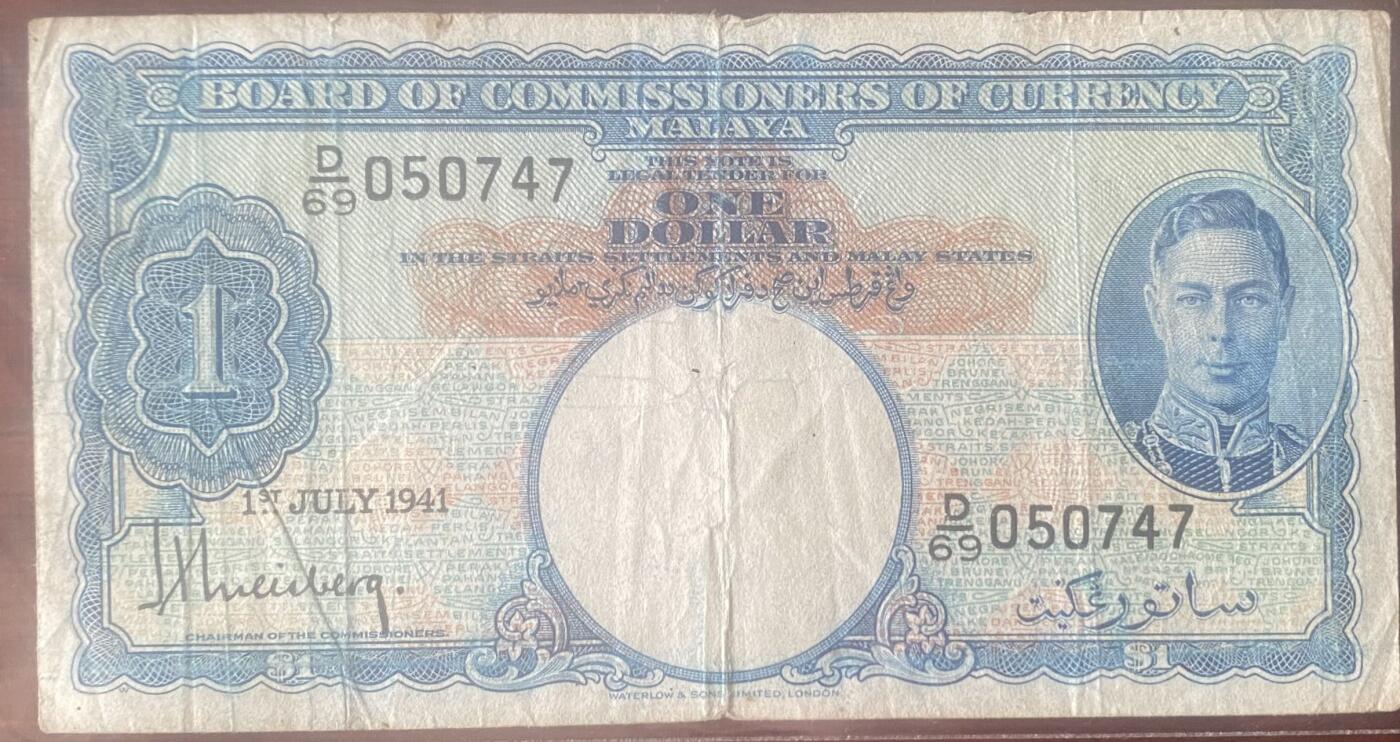 BOARD OF COMMISSIONERS OF CURRENCY
MALAYA
D/69 050747
THIS NOTE IS
LEGAL TENDER FOR
ONE
DOLLAR
IN THE STRAITS SETTLEMENTS AND MALAY STATES
1
1ST JULY 1941
D/69 050747
ساتو رڠݢيت
CHAIRMAN OF THE COMMISSIONERS.
$1
$1
WATERLOW & SONS LIMITED, LONDON